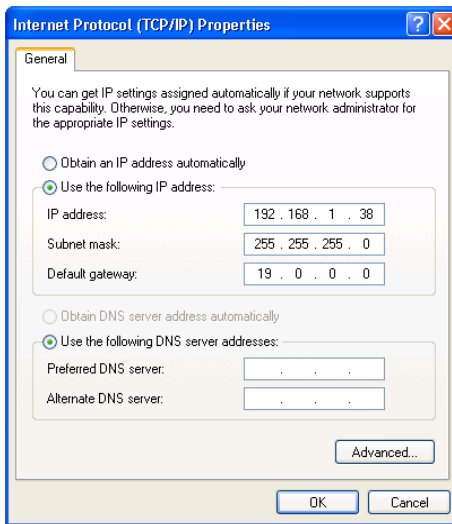 Internet Protocol (TCP/IP) Properties
General
You can get IP settings assigned automatically if your network supports
this capability. Otherwise, you need to ask your network administrator for
the appropriate IP settings.
Obtain an IP address automatically
Use the following IP address:
IP address: 192 . 168 . 1 . 38
Subnet mask: 255 . 255 . 255 . 0
Default gateway: 19 . 0 . 0 . 0
Obtain DNS server address automatically
Use the following DNS server addresses:
Preferred DNS server: . . .
Alternate DNS server: . . .
Advanced...
OK Cancel